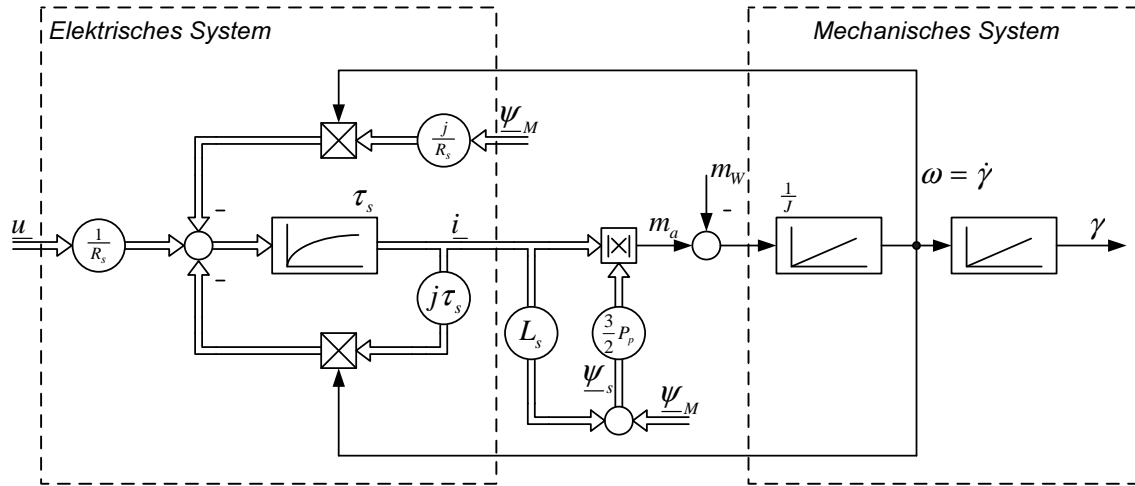 Elektrisches System
Mechanisches System
j/R_s
ψ_M
m_W
-
1/J
ω = γ̇
-
τ_s
u
1/R_s
i
|×|
m_a
γ
-
jτ_s
L_s
3/2 P_p
ψ_s
ψ_M